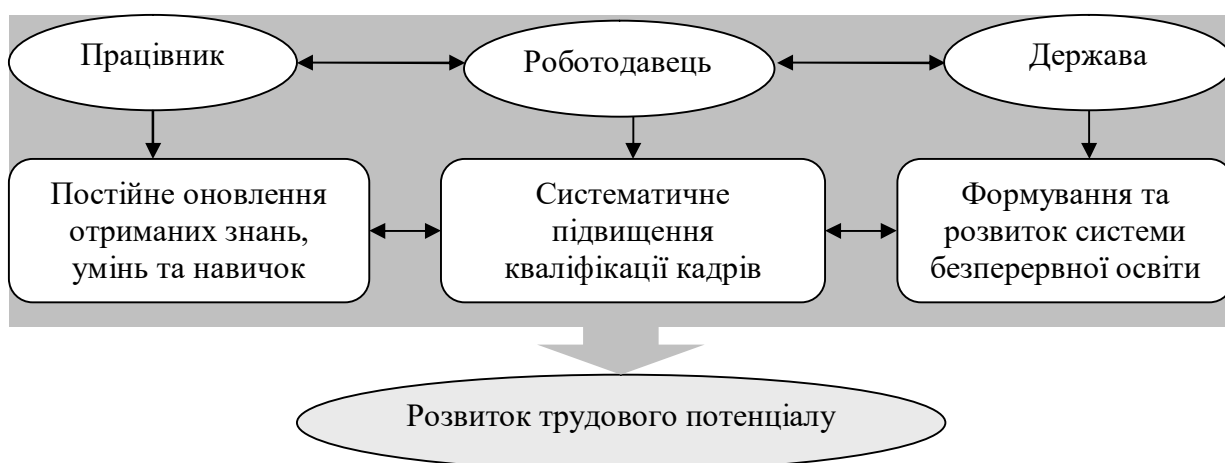 Працівник
Роботодавець
Держава
Постійне оновлення
отриманих знань,
умінь та навичок
Систематичне
підвищення
кваліфікації кадрів
Формування та
розвиток системи
безперервної освіти
Розвиток трудового потенціалу